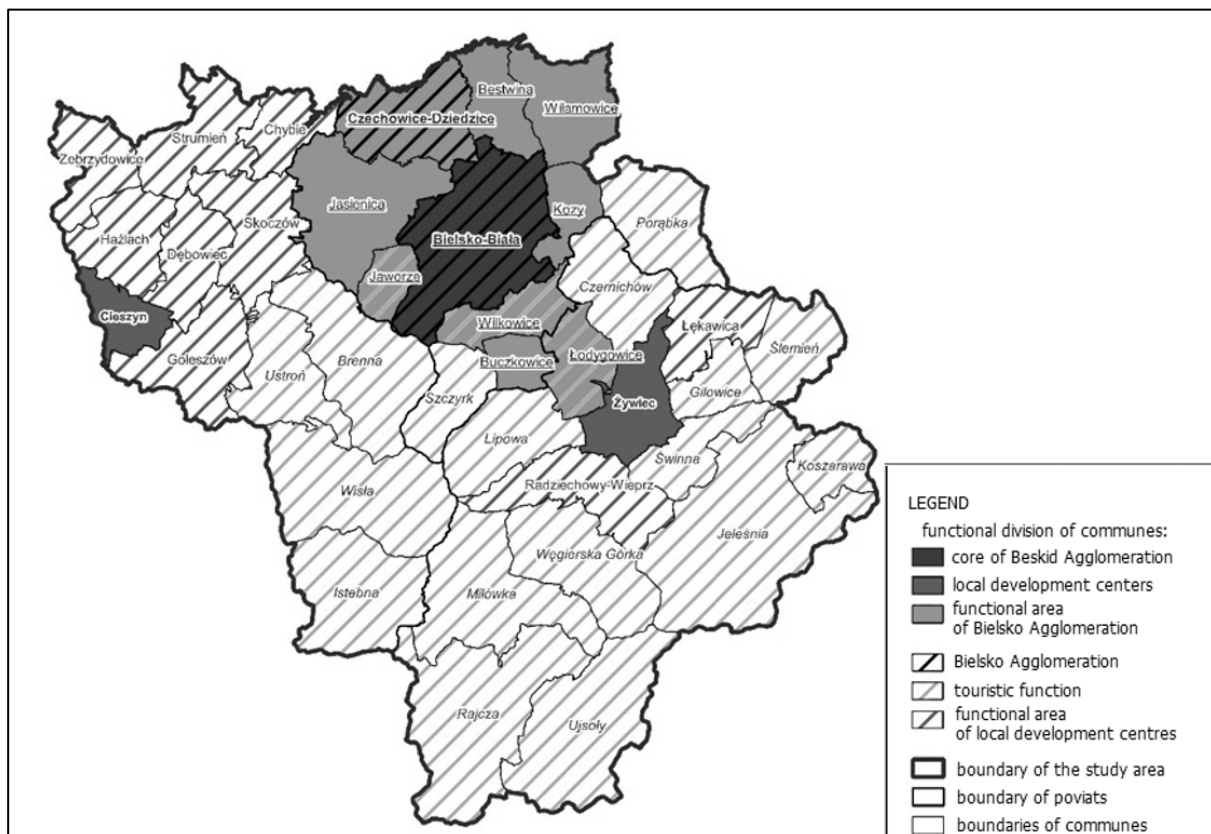 Bestwina
Wilamowice
Czechowice-Dziedzice
Chybie
Strumień
Zebrzydowice
Jasienica
Kozy
Skoczów
Porąbka
Hażlach
Dębowiec
Bielsko-Biała
Jaworze
Czernichów
Cieszyn
Wilkowice
Łękawica
Ślemień
Goleszów
Brenna
Buczkowice
Łodygowice
Ustroń
Szczyrk
Gilowice
Żywiec
Lipowa
Świnna
Koszarawa
Radziechowy-Wieprz
Wisła
Jeleśnia
Węgierska Górka
Istebna
Milówka
Rajcza
Ujsoły
LEGEND
functional division of communes:
core of Beskid Agglomeration
local development centers
functional area
of Bielsko Agglomeration
Bielsko Agglomeration
touristic function
functional area
of local development centres
boundary of the study area
boundary of poviats
boundaries of communes